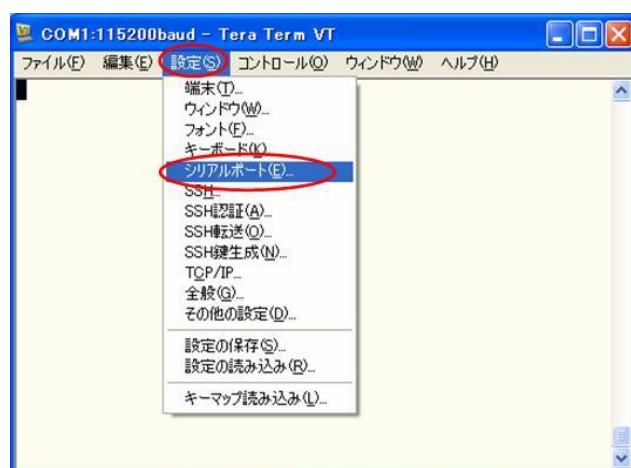 COM1:115200baud - Tera Term VT
ファイル(F) 編集(E) 設定(S) コントロール(O) ウィンドウ(W) ヘルプ(H)
端末(T)...
ウィンドウ(W)...
フォント(F)...
キーボード(K)...
シリアルポート(E)...
SSH...
SSH認証(A)...
SSH転送(O)...
SSH鍵生成(N)...
TCP/IP...
全般(G)...
その他の設定(D)...
設定の保存(S)...
設定の読み込み(R)...
キーマップ読み込み(L)...